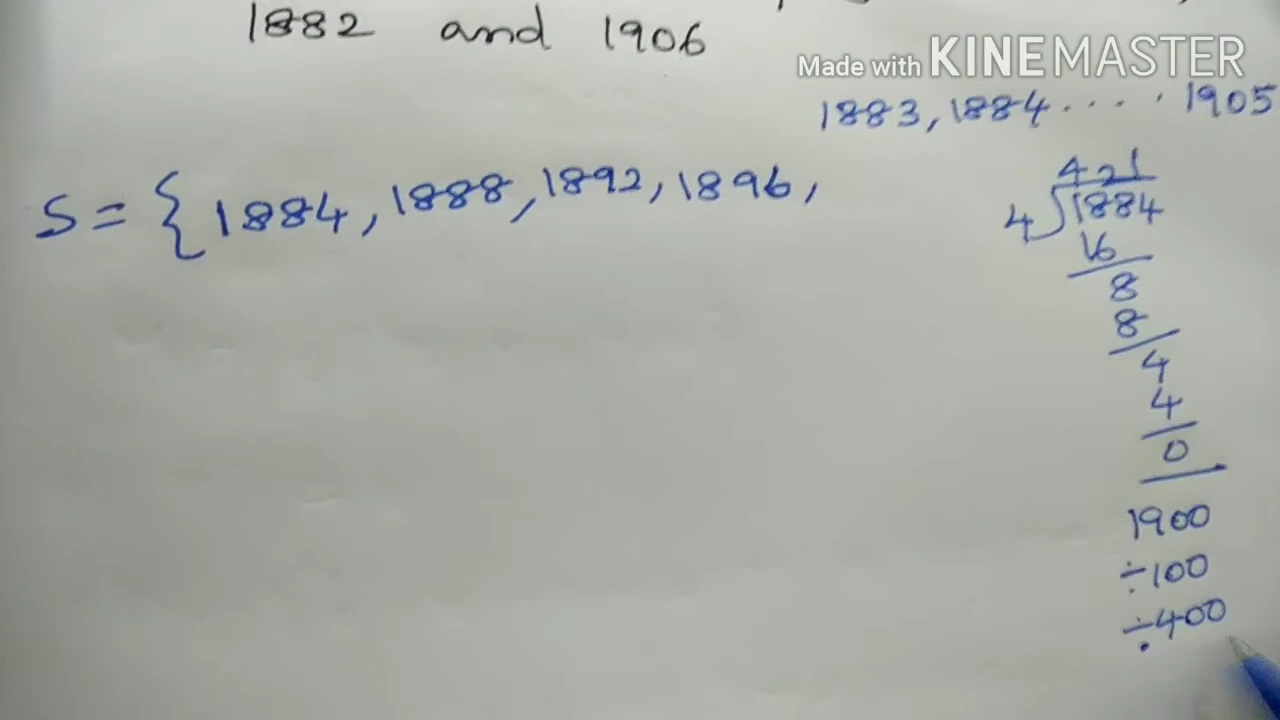 1882 and 1906
Made with KINEMASTER
1883, 1884 . . . . . 1905
S = { 1884, 1888, 1892, 1896,
421
4 1884
16
8
8
4
4
0
1900
÷100
÷400